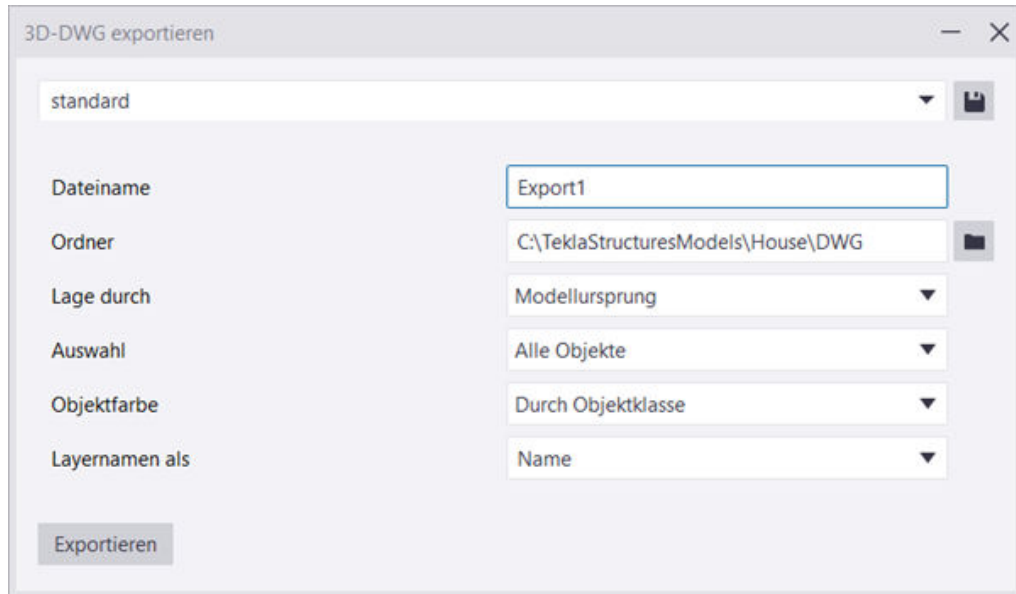 3D-DWG exportieren
standard
Dateiname Export1
Ordner C:\TeklaStructuresModels\House\DWG
Lage durch Modellursprung
Auswahl Alle Objekte
Objektfarbe Durch Objektklasse
Layernamen als Name
Exportieren